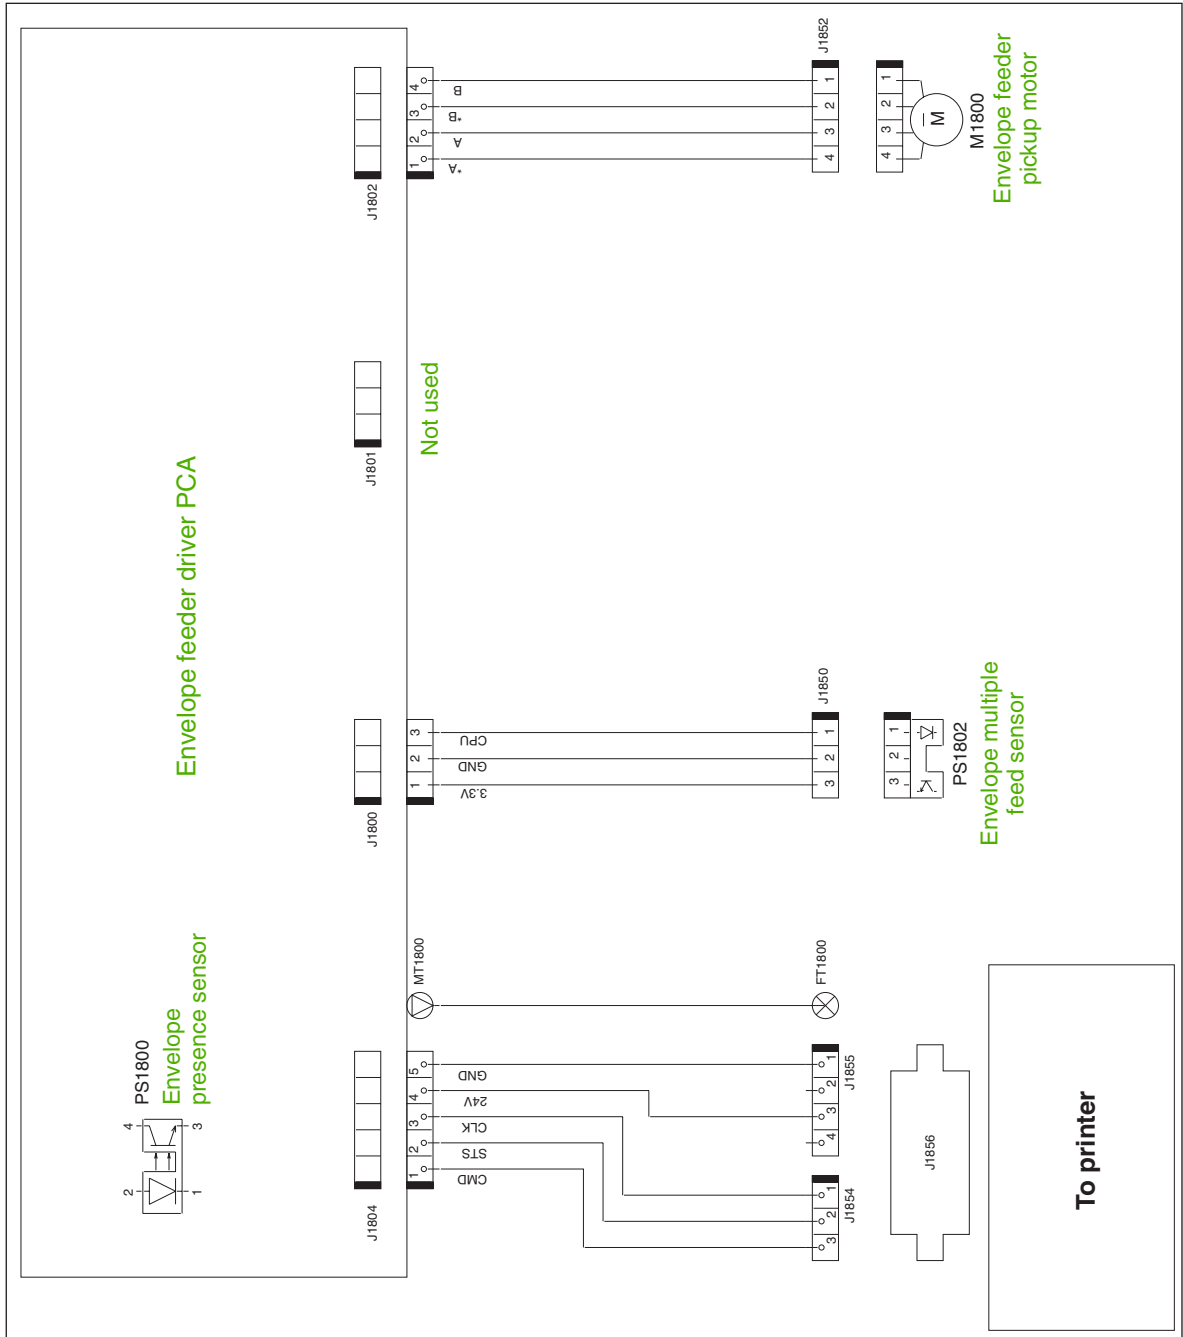 Envelope feeder driver PCA
PS1800
Envelope
presence sensor
4
3
2
1
J1804
J1800
J1801
J1802
Not used
1
2
3
4
5
CMD
STS
CLK
24V
GND
MT1800
1
2
3
3.3V
GND
CPU
1
2
3
4
*A
A
*B
B
3
2
1
J1854
4
3
2
1
J1855
FT1800
3
2
1
J1850
4
3
2
1
J1852
J1856
3
2
1
PS1802
Envelope multiple
feed sensor
4
3
2
1
M
M1800
Envelope feeder
pickup motor
To printer